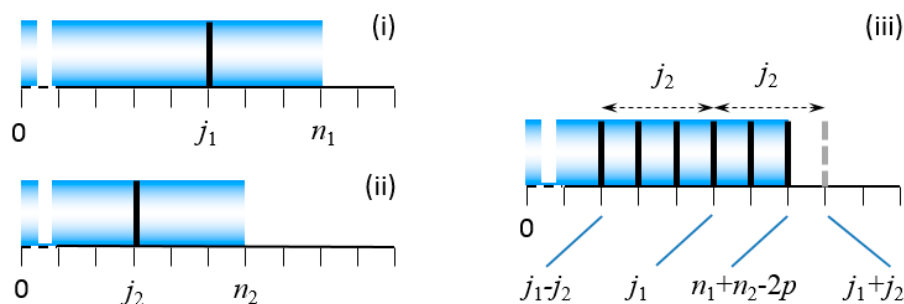 (i)
0 j₁ n₁
(ii)
0 j₂ n₂
(iii)
j₂ j₂
0
j₁-j₂ j₁ n₁+n₂-2p j₁+j₂